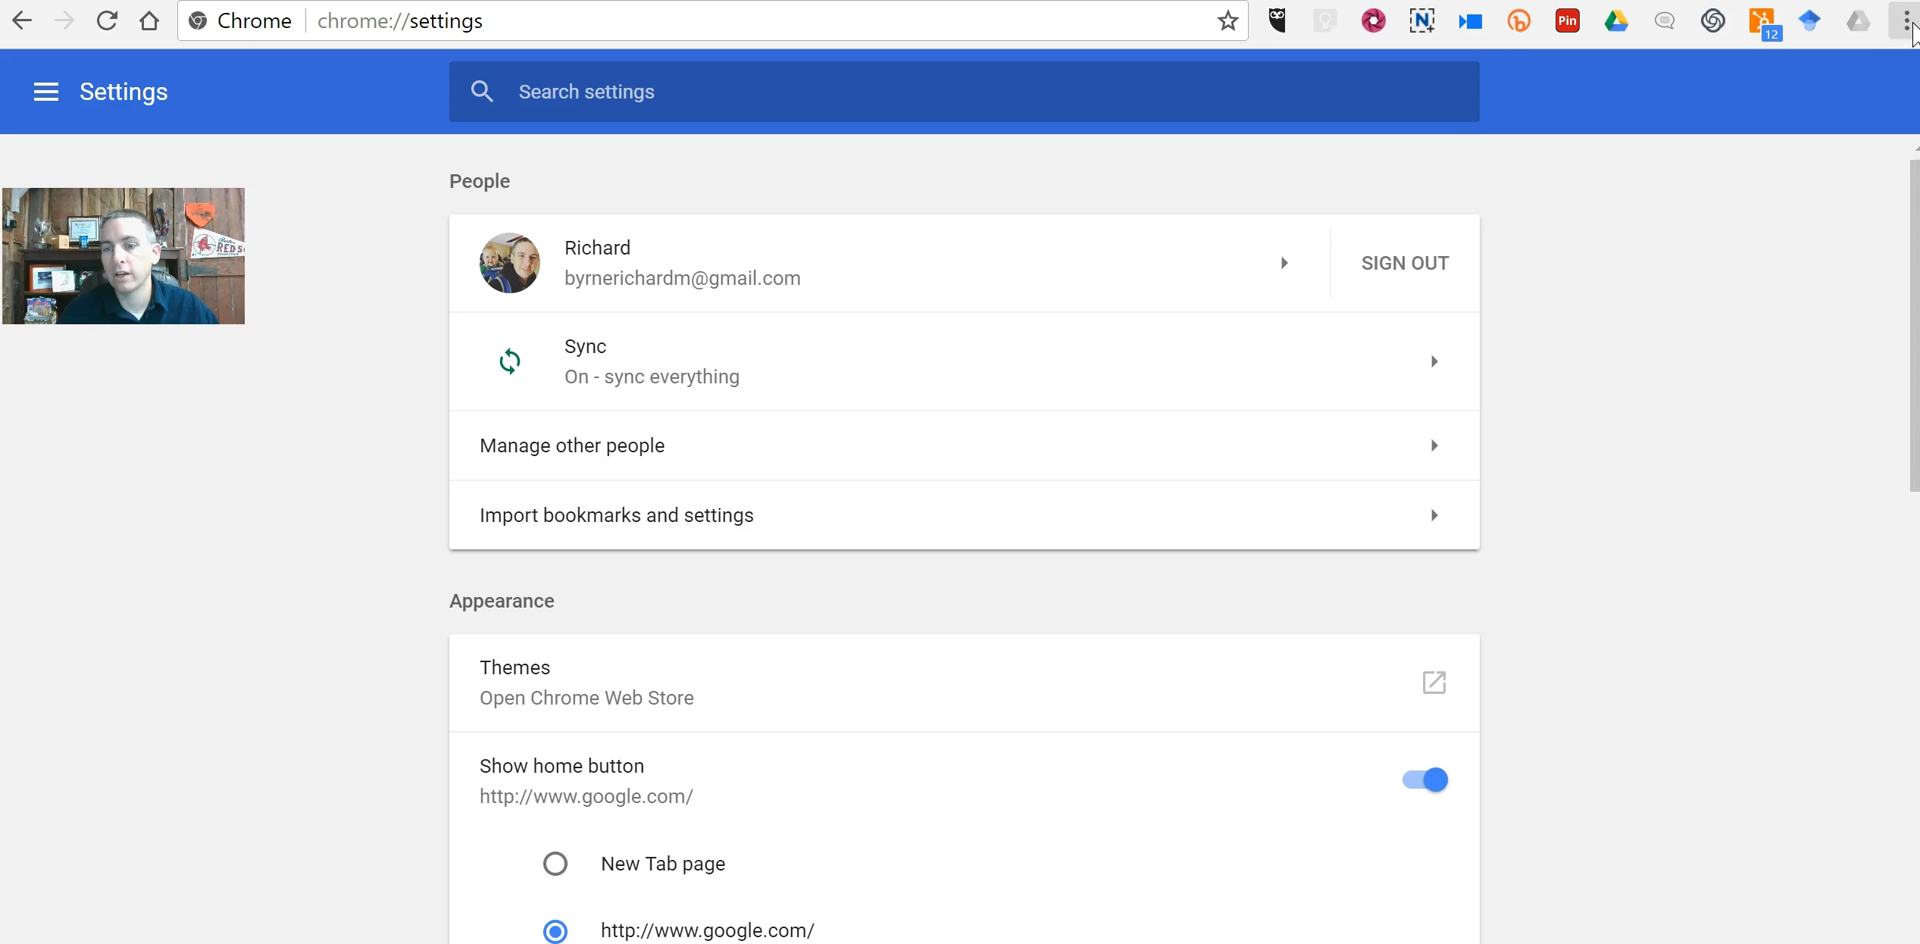 Chrome chrome://settings
N
Pin
12
Settings
Search settings
People
RED S
Richard
byrnerichardm@gmail.com
SIGN OUT
Sync
On - sync everything
Manage other people
Import bookmarks and settings
Appearance
Themes
Open Chrome Web Store
Show home button
http://www.google.com/
New Tab page
http://www.google.com/